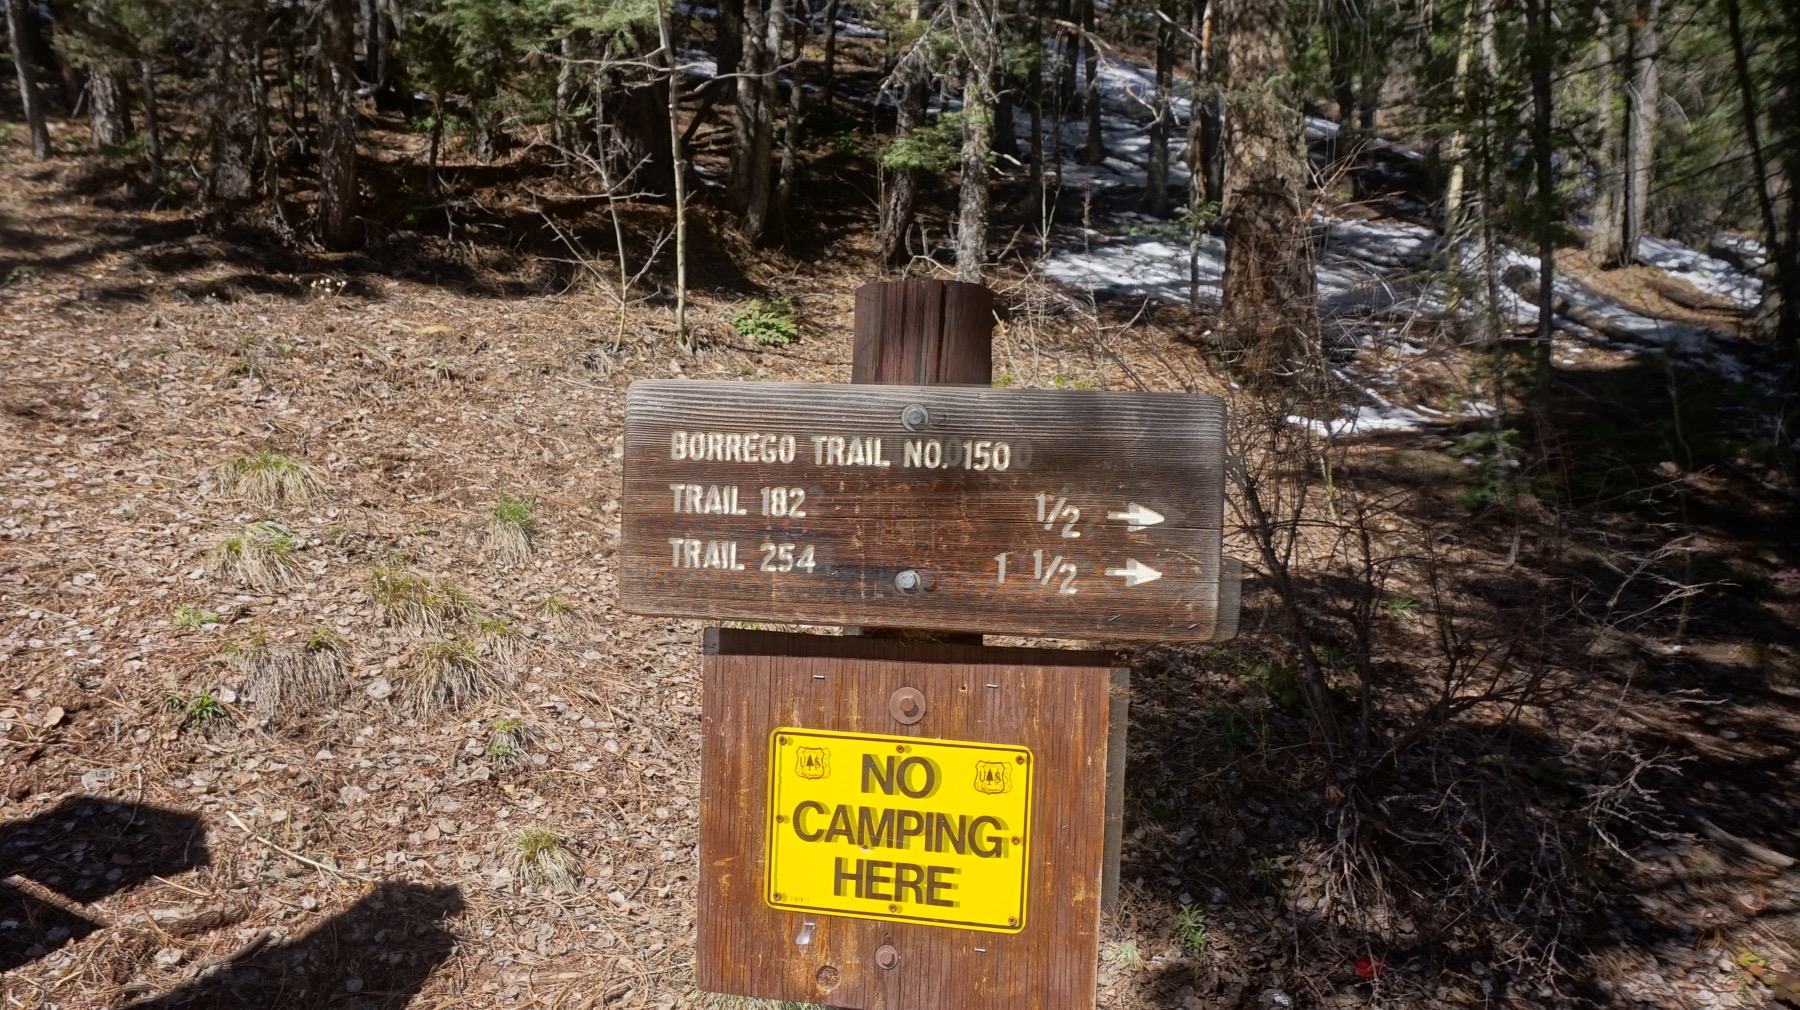 BORREGO TRAIL NO. 150
TRAIL 182 1/2
TRAIL 254 1 1/2
U S U S
NO
CAMPING
HERE